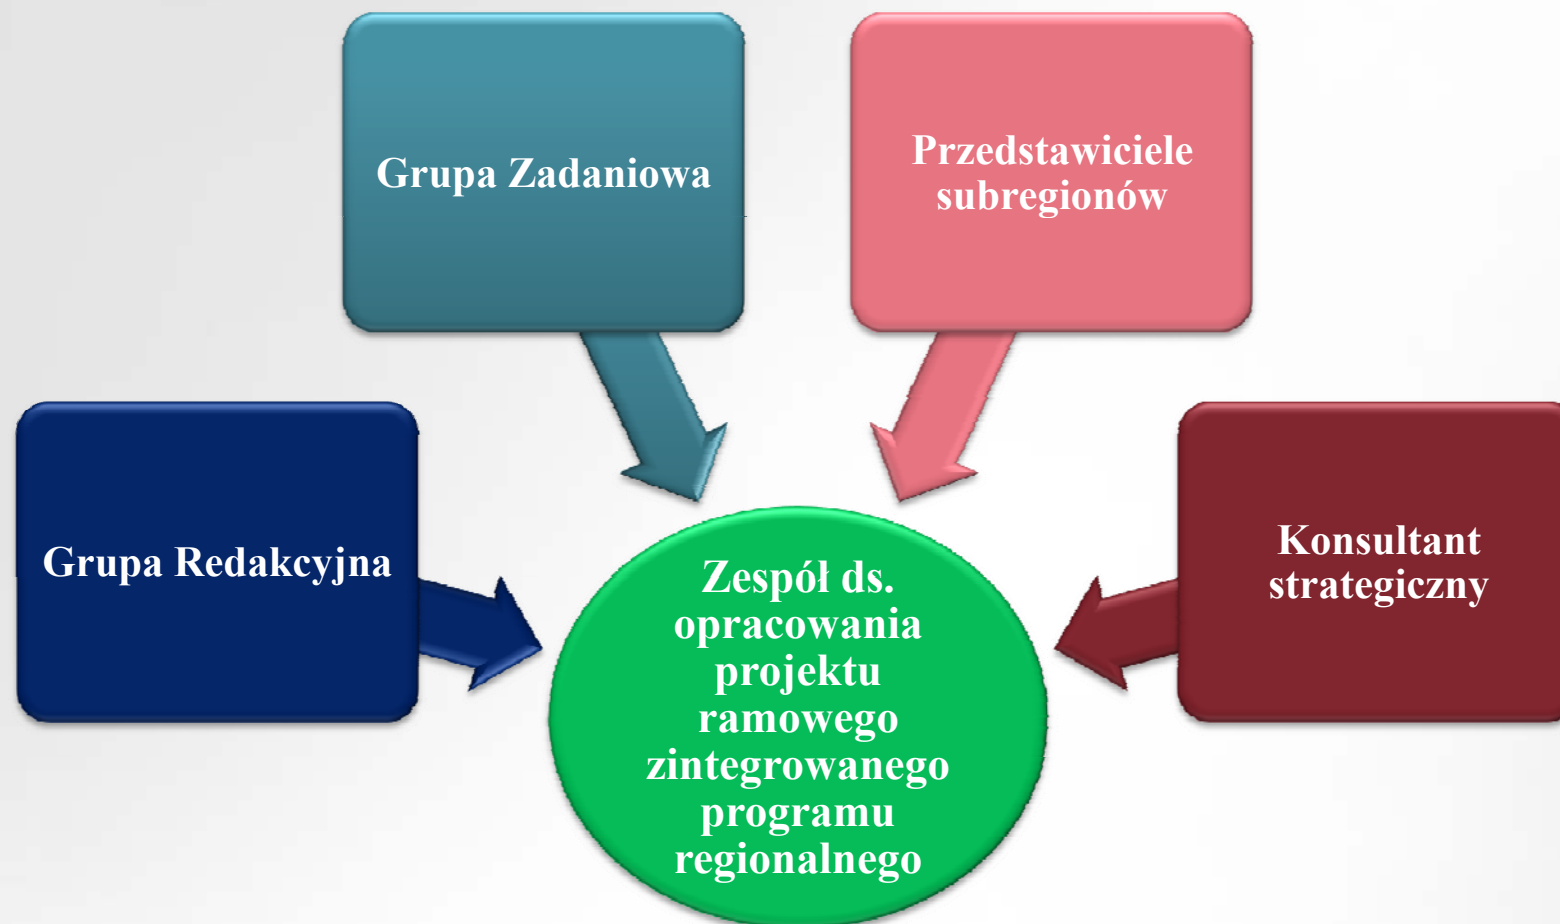 Grupa Zadaniowa
Przedstawiciele
subregionów
Grupa Redakcyjna
Konsultant
strategiczny
Zespół ds.
opracowania
projektu
ramowego
zintegrowanego
programu
regionalnego